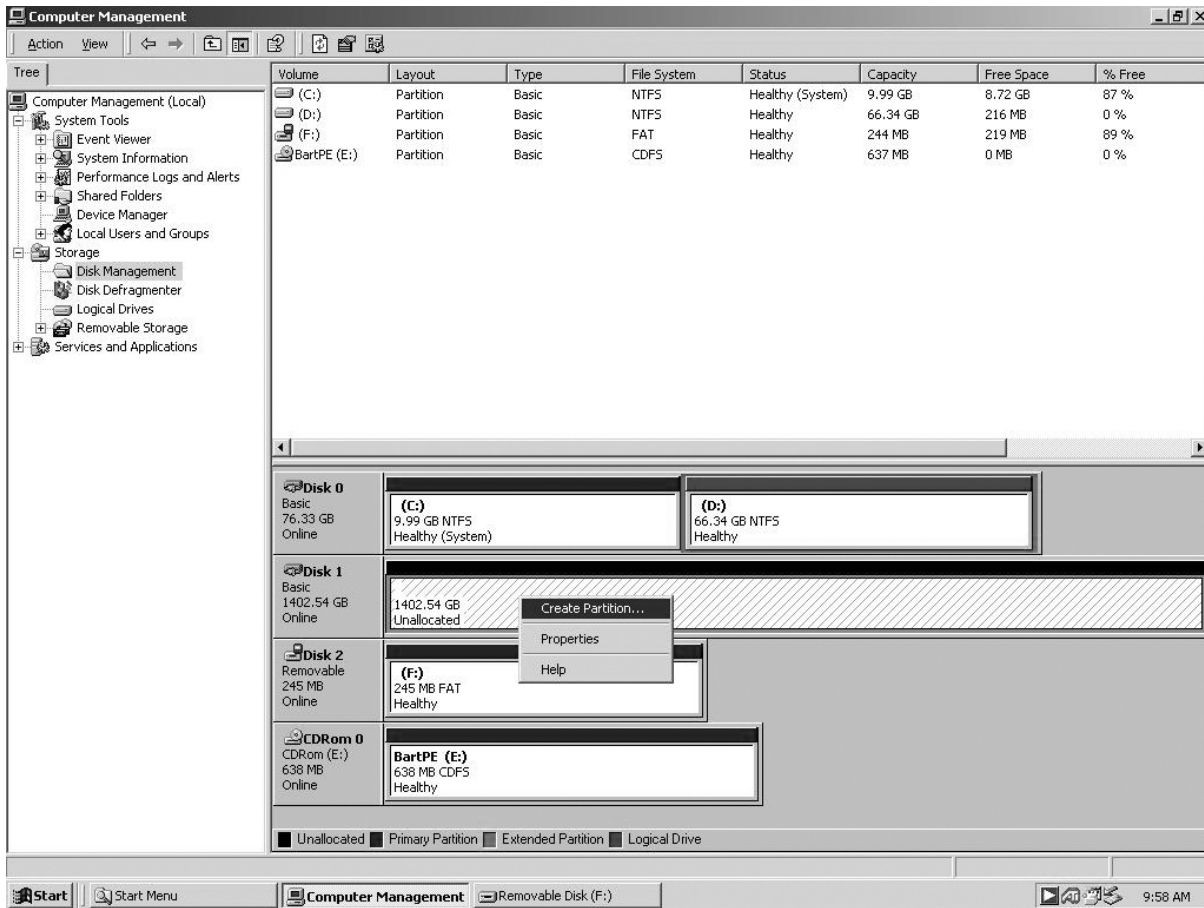 Computer Management
Action View
Tree
Computer Management (Local)
System Tools
Event Viewer
System Information
Performance Logs and Alerts
Shared Folders
Device Manager
Local Users and Groups
Storage
Disk Management
Disk Defragmenter
Logical Drives
Removable Storage
Services and Applications
Volume Layout Type File System Status Capacity Free Space % Free
(C:) Partition Basic NTFS Healthy (System) 9.99 GB 8.72 GB 87 %
(D:) Partition Basic NTFS Healthy 66.34 GB 216 MB 0 %
(F:) Partition Basic FAT Healthy 244 MB 219 MB 89 %
BartPE (E:) Partition Basic CDFS Healthy 637 MB 0 MB 0 %
Disk 0
Basic
76.33 GB
Online
(C:)
9.99 GB NTFS
Healthy (System)
(D:)
66.34 GB NTFS
Healthy
Disk 1
Basic
1402.54 GB
Online
1402.54 GB
Unallocated
Create Partition...
Properties
Help
Disk 2
Removable
245 MB
Online
(F:)
245 MB FAT
Healthy
CDRom 0
CDRom (E:)
638 MB
Online
BartPE (E:)
638 MB CDFS
Healthy
Unallocated Primary Partition Extended Partition Logical Drive
Start Start Menu Computer Management Removable Disk (F:) 9:58 AM